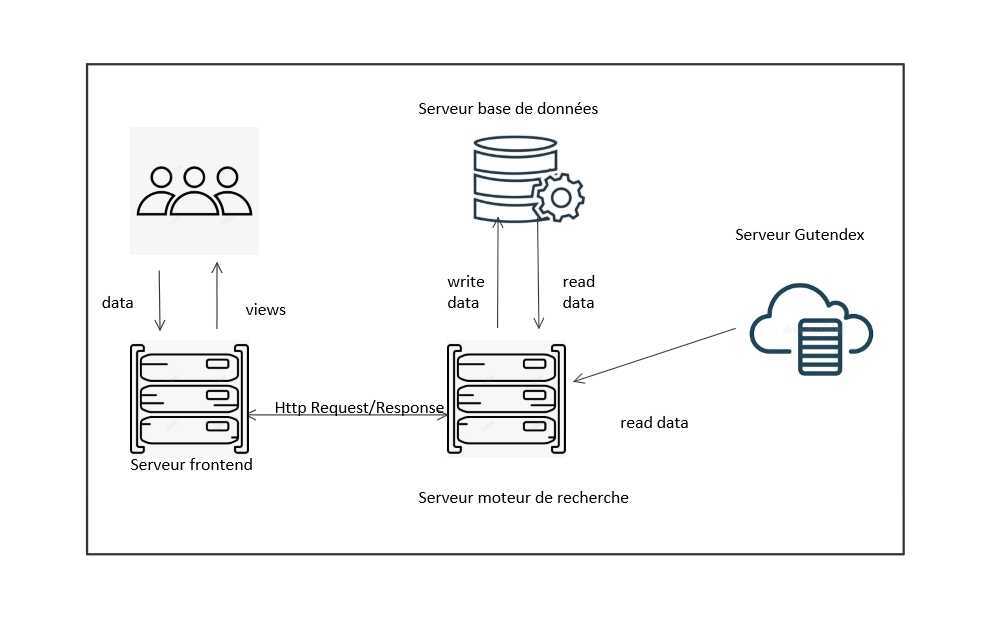 Serveur base de données
Serveur Gutendex
data
views
write
data
read
data
Http Request/Response
read data
Serveur frontend
Serveur moteur de recherche